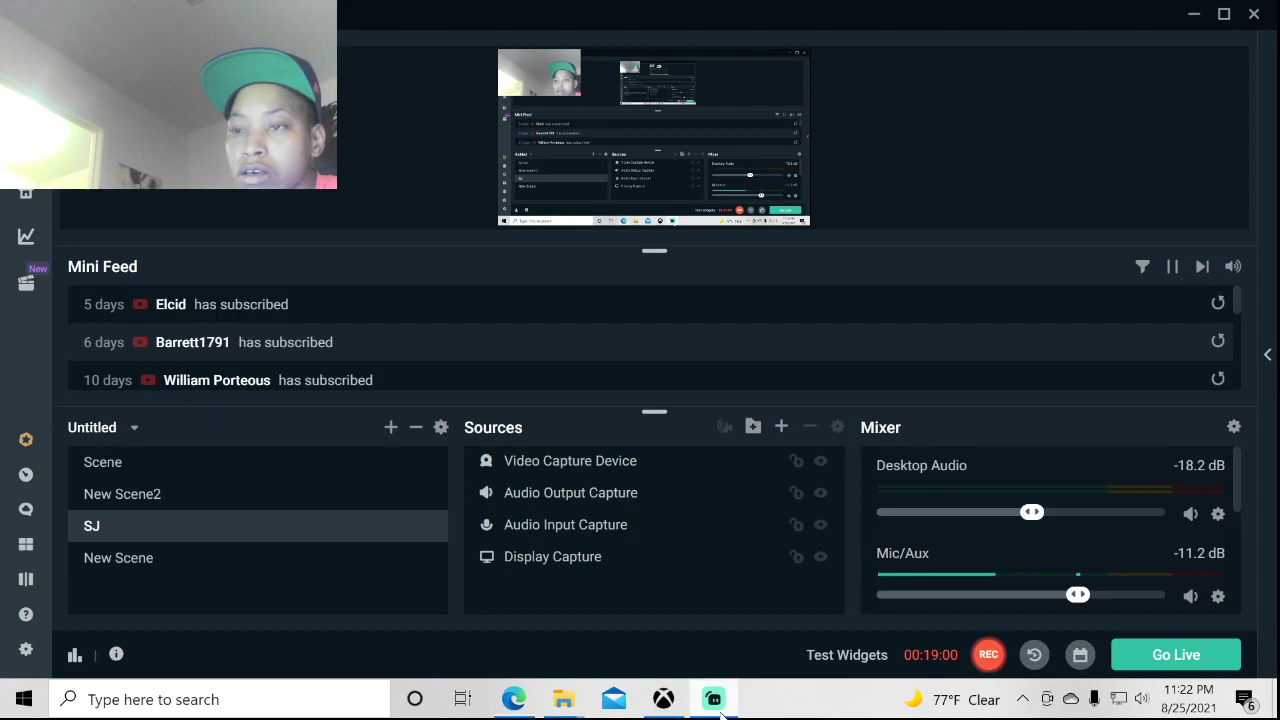 New
Mini Feed
5 days Elcid has subscribed
6 days Barrett1791 has subscribed
10 days William Porteous has subscribed
Untitled
Scene
New Scene2
SJ
New Scene
Sources
Video Capture Device
Audio Output Capture
Audio Input Capture
Display Capture
Mixer
Desktop Audio -18.2 dB
Mic/Aux -11.2 dB
Test Widgets 00:19:00 REC Go Live
Type here to search
77°F Clear
11:22 PM
8/25/2021
6